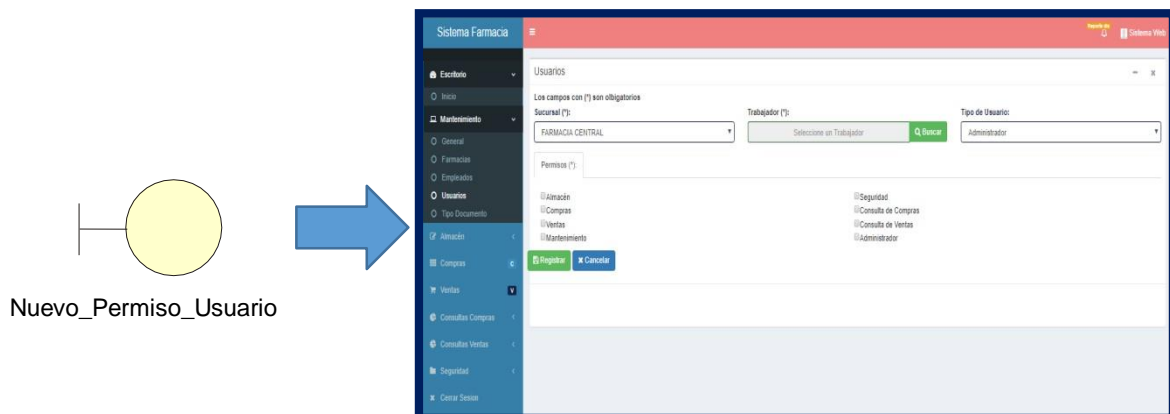 Nuevo_Permiso_Usuario
Sistema Farmacia
Sistema Web
Escritorio
Inicio
Mantenimiento
General
Farmacias
Empleados
Usuarios
Tipo Documento
Almacén
Compras
C
Ventas
V
Consultas Compras
Consultas Ventas
Seguridad
Cerrar Sesion
Usuarios
Los campos con (*) son olbigatorios
Sucursal (*):
Trabajador (*):
Tipo de Usuario:
FARMACIA CENTRAL
Seleccione un Trabajador
Buscar
Administrador
Permisos (*):
Almacén
Seguridad
Compras
Consulta de Compras
Ventas
Consulta de Ventas
Mantenimiento
Administrador
Registrar
x Cancelar